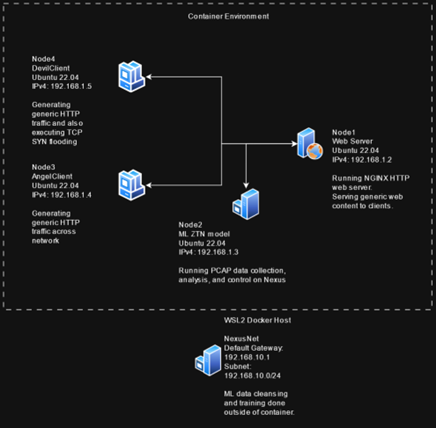 Container Environment
Node4
DevilClient
Ubuntu 22.04
IPv4: 192.168.1.5
Generating
generic HTTP
traffic and also
executing TCP
SYN flooding
Node1
Web Server
Ubuntu 22.04
IPv4: 192.168.1.2
Running NGINX HTTP
web server.
Serving generic web
content to clients.
Node3
AngelClient
Ubuntu 22.04
IPv4: 192.168.1.4
Generating
generic HTTP
traffic across
network
Node2
ML ZTN model
Ubuntu 22.04
IPv4: 192.168.1.3
Running PCAP data collection,
analysis, and control on Nexus
WSL2 Docker Host
NexusNet
Default Gateway:
192.168.10.1
Subnet:
192.168.10.0/24
ML data cleansing
and training done
outside of container.